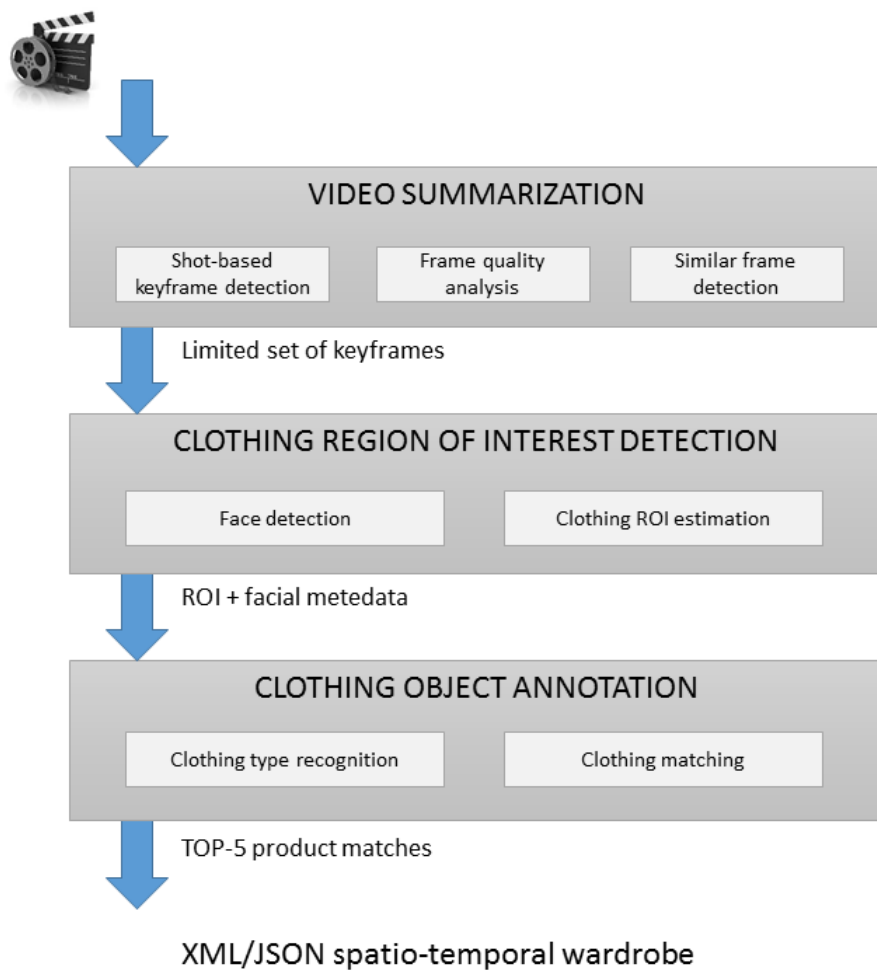 VIDEO SUMMARIZATION
Shot-based
keyframe detection
Frame quality
analysis
Similar frame
detection
Limited set of keyframes
CLOTHING REGION OF INTEREST DETECTION
Face detection
Clothing ROI estimation
ROI + facial metedata
CLOTHING OBJECT ANNOTATION
Clothing type recognition
Clothing matching
TOP-5 product matches
XML/JSON spatio-temporal wardrobe